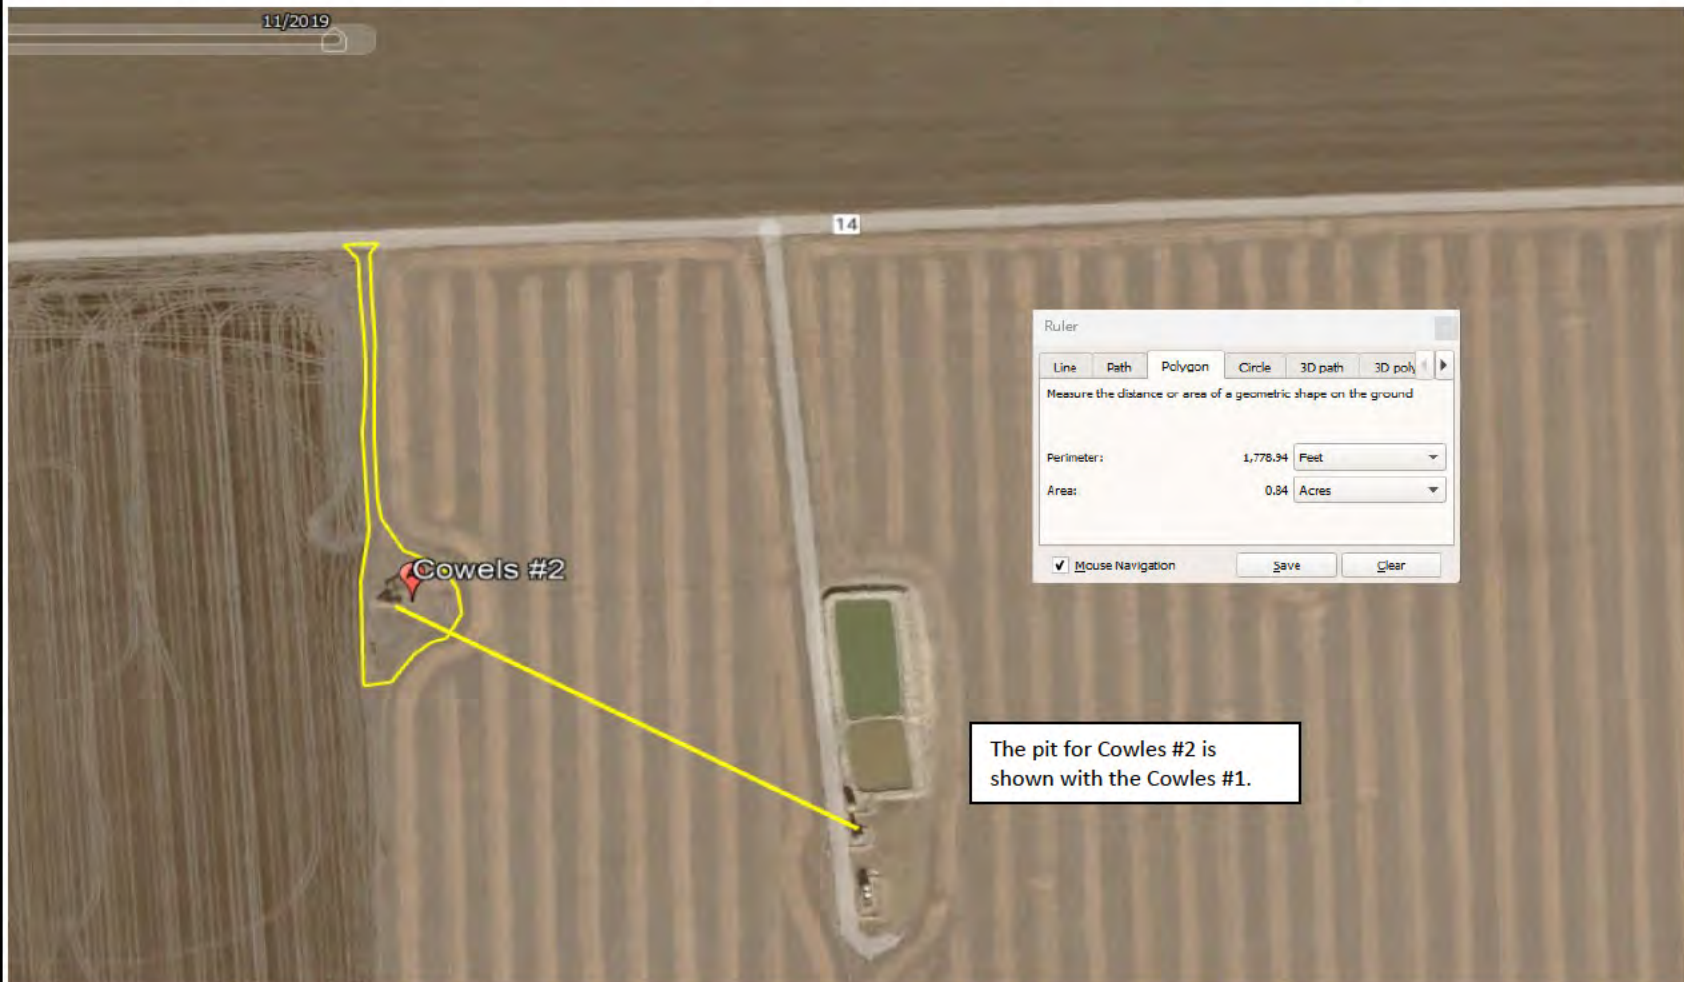 11/2019
14
Ruler
Line Path Polygon Circle 3D path 3D poly
Measure the distance or area of a geometric shape on the ground
Perimeter: 1,778.94 Feet
Area: 0.84 Acres
Mouse Navigation Save Clear
Cowels #2
The pit for Cowles #2 is
shown with the Cowles #1.